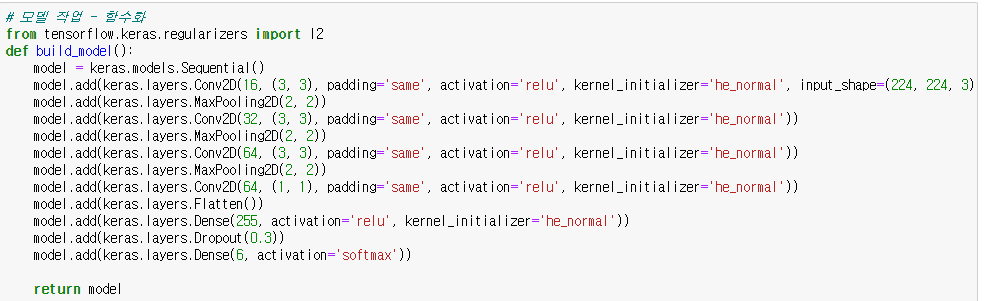 # 모델 작업 - 함수화
from tensorflow.keras.regularizers import l2
def build_model():
    model = keras.models.Sequential()
    model.add(keras.layers.Conv2D(16, (3, 3), padding='same', activation='relu', kernel_initializer='he_normal', input_shape=(224, 224, 3)
    model.add(keras.layers.MaxPooling2D(2, 2))
    model.add(keras.layers.Conv2D(32, (3, 3), padding='same', activation='relu', kernel_initializer='he_normal'))
    model.add(keras.layers.MaxPooling2D(2, 2))
    model.add(keras.layers.Conv2D(64, (3, 3), padding='same', activation='relu', kernel_initializer='he_normal'))
    model.add(keras.layers.MaxPooling2D(2, 2))
    model.add(keras.layers.Conv2D(64, (1, 1), padding='same', activation='relu', kernel_initializer='he_normal'))
    model.add(keras.layers.Flatten())
    model.add(keras.layers.Dense(255, activation='relu', kernel_initializer='he_normal'))
    model.add(keras.layers.Dropout(0.3))
    model.add(keras.layers.Dense(6, activation='softmax'))

    return model